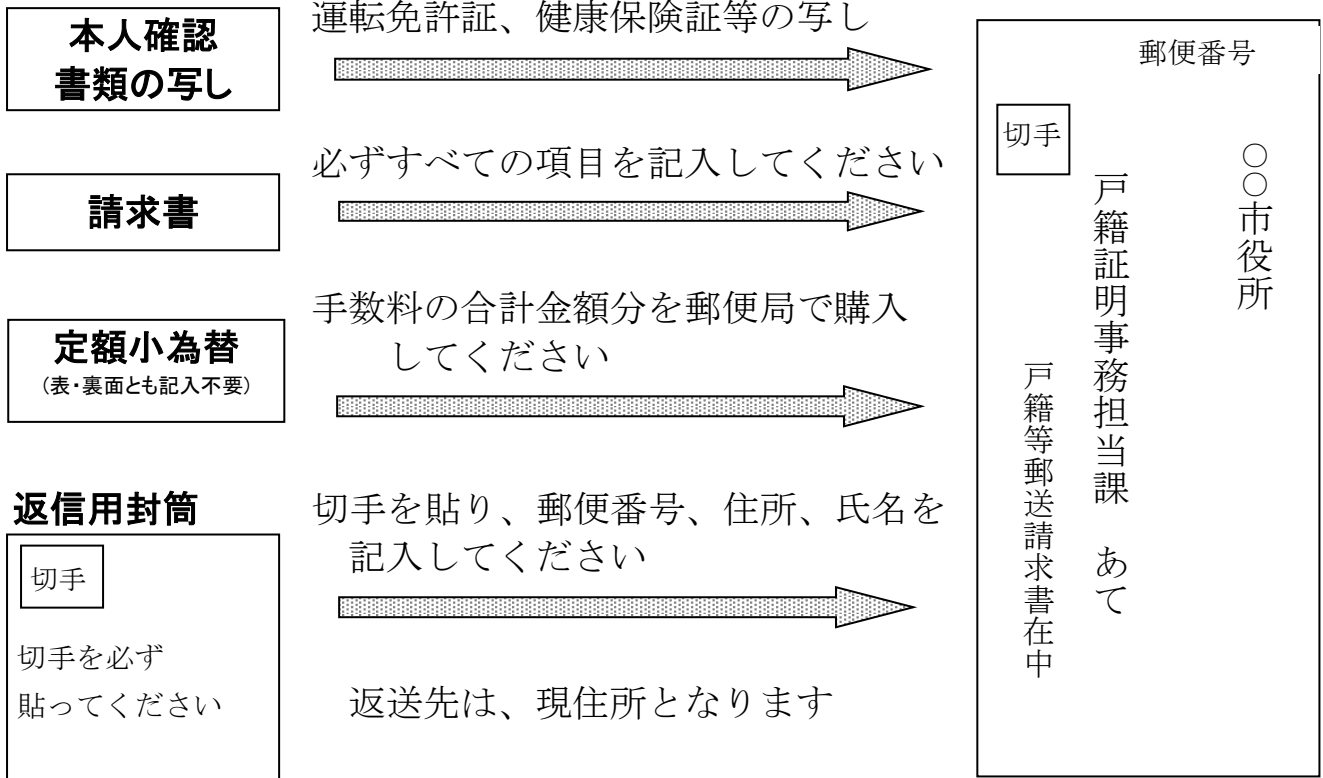 本人確認
書類の写し
運転免許証、健康保険証等の写し
請求書
必ずすべての項目を記入してください
定額小為替
(表・裏面とも記入不要)
手数料の合計金額分を郵便局で購入
してください
返信用封筒
切手
切手を必ず
貼ってください
切手を貼り、郵便番号、住所、氏名を
記入してください
返送先は、現住所となります
郵便番号
切手
○○市役所
戸籍証明事務担当課　あて
戸籍等郵送請求書在中